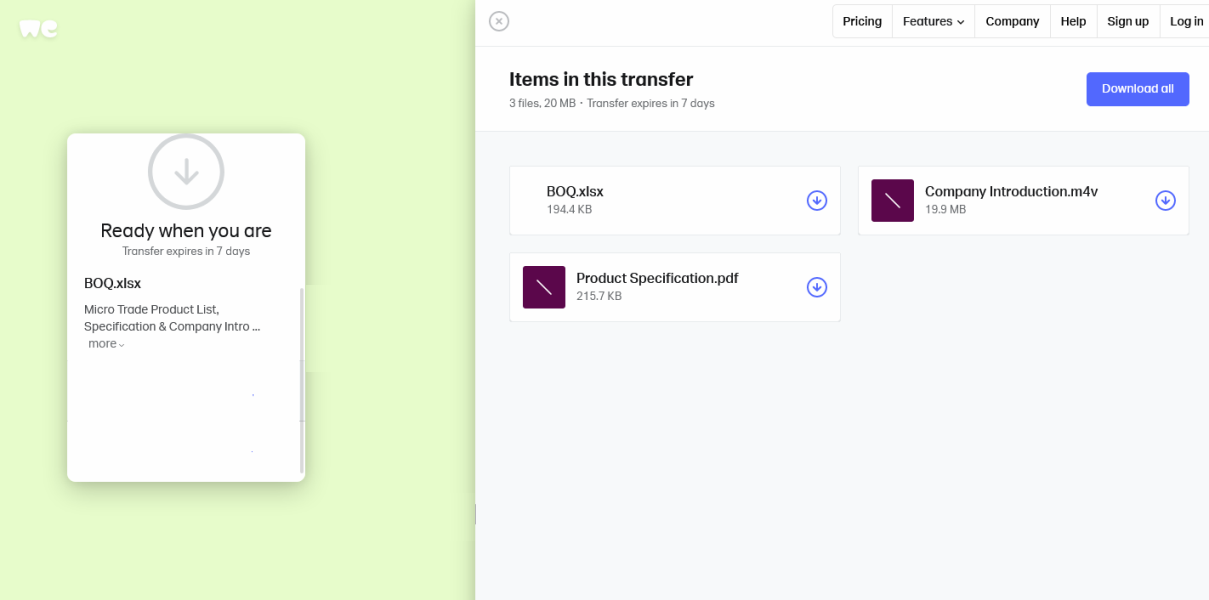 we
Pricing
Features
Company
Help
Sign up
Log in
Items in this transfer
3 files, 20 MB · Transfer expires in 7 days
Download all
Ready when you are
Transfer expires in 7 days
BOQ.xlsx
Micro Trade Product List,
Specification & Company Intro ...
more
BOQ.xlsx
194.4 KB
Company Introduction.m4v
19.9 MB
Product Specification.pdf
215.7 KB